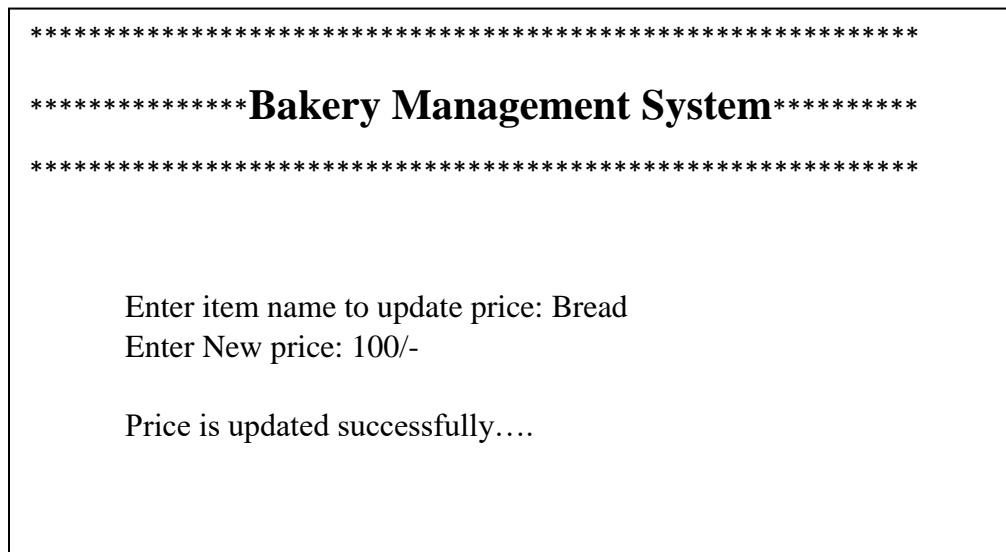 *************************************************************
***************Bakery Management System**********
*************************************************************
Enter item name to update price: Bread
Enter New price: 100/-
Price is updated successfully….